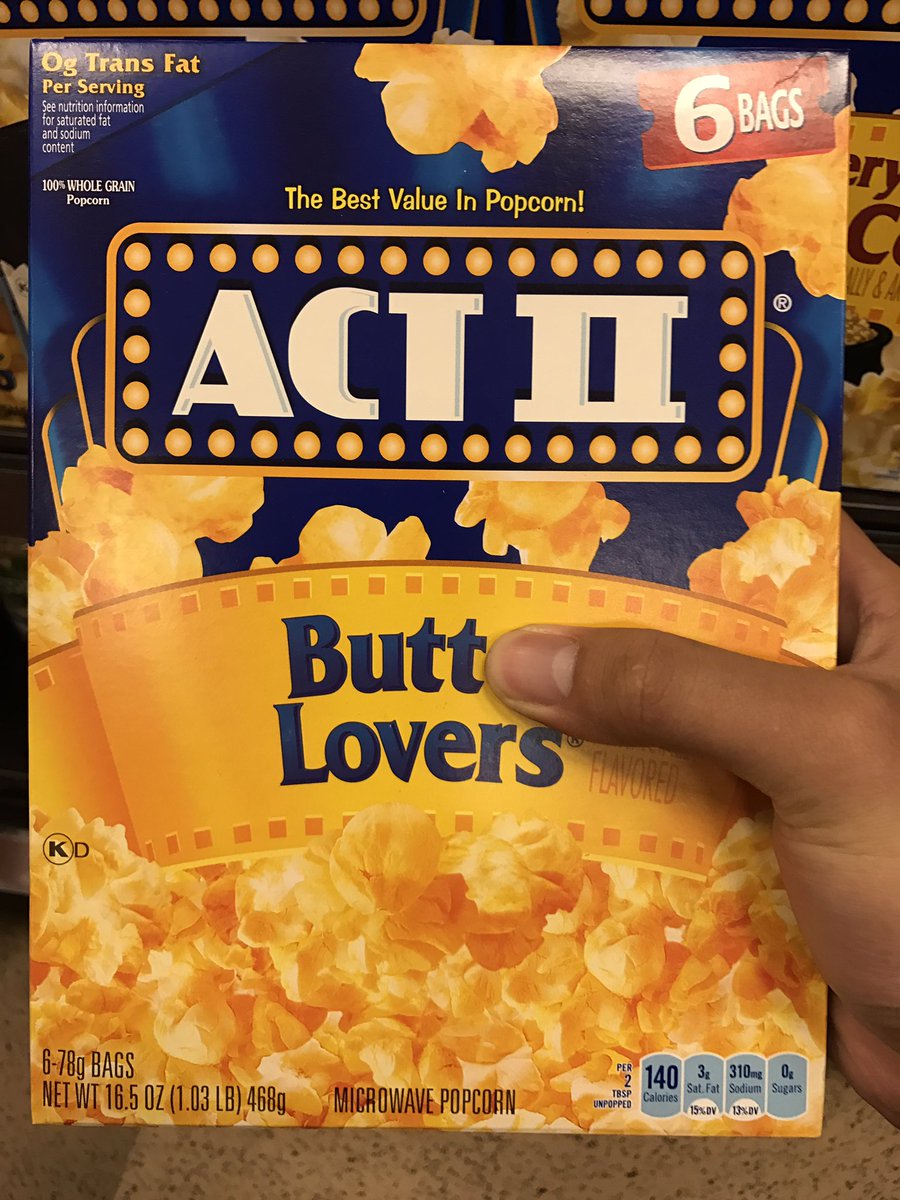 0g Trans Fat
Per Serving
See nutrition information
for saturated fat
and sodium
content
100% WHOLE GRAIN
Popcorn
6 BAGS
The Best Value In Popcorn!
ACT II®
Butt
Lovers®
FLAVORED
KD
6-78g BAGS
NET WT 16.5 OZ (1.03 LB) 468g
MICROWAVE POPCORN
PER
2
TBSP
UNPOPPED
140
Calories
3g
Sat. Fat
15% DV
310mg
Sodium
13% DV
0g
Sugars